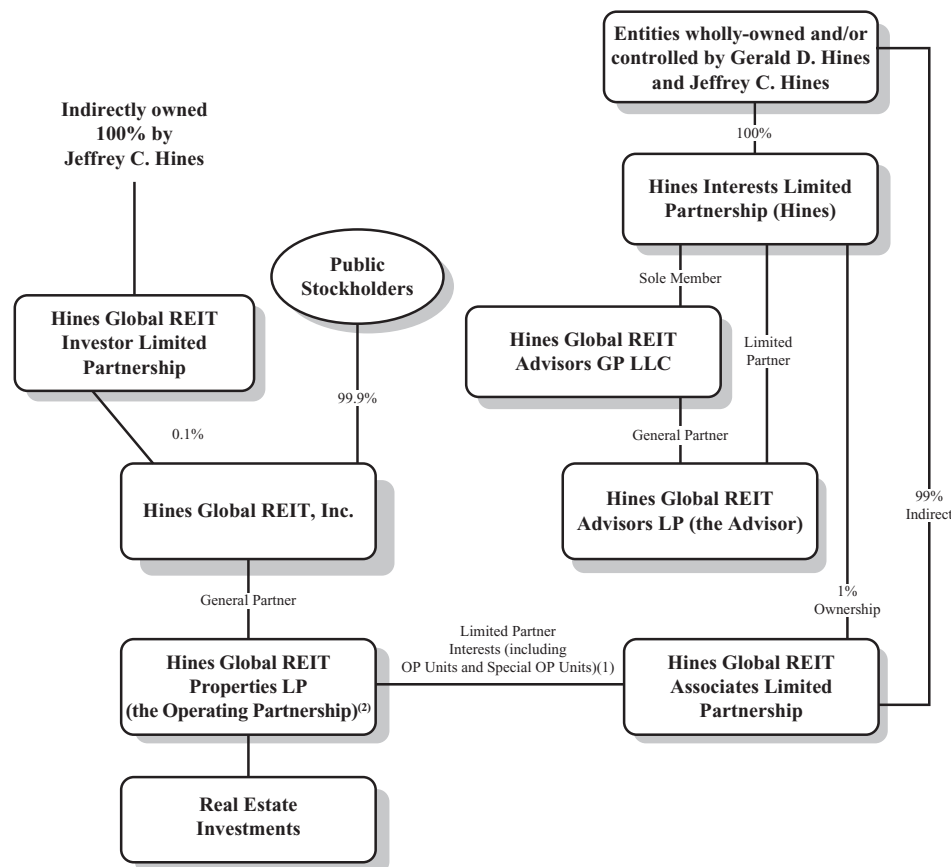 Entities wholly-owned and/or
controlled by Gerald D. Hines
and Jeffrey C. Hines
Indirectly owned
100% by
Jeffrey C. Hines
100%
Hines Interests Limited
Partnership (Hines)
Public
Stockholders
Sole Member
Hines Global REIT
Investor Limited
Partnership
Hines Global REIT
Advisors GP LLC
Limited
Partner
99.9%
0.1%
General Partner
Hines Global REIT, Inc.
Hines Global REIT
Advisors LP (the Advisor)
99%
Indirect
General Partner
1%
Ownership
Limited Partner
Interests (including
OP Units and Special OP Units)(1)
Hines Global REIT
Properties LP
(the Operating Partnership)(2)
Hines Global REIT
Associates Limited
Partnership
Real Estate
Investments